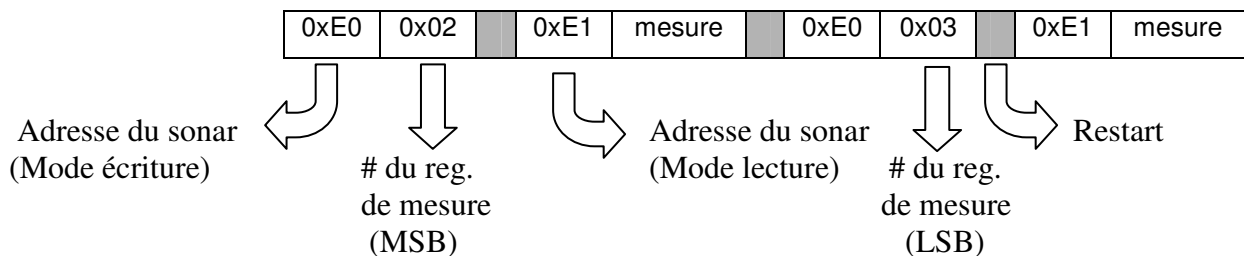 0xE0 0x02 0xE1 mesure 0xE0 0x03 0xE1 mesure
Adresse du sonar
(Mode écriture)
# du reg.
de mesure
(MSB)
Adresse du sonar
(Mode lecture)
# du reg.
de mesure
(LSB)
Restart